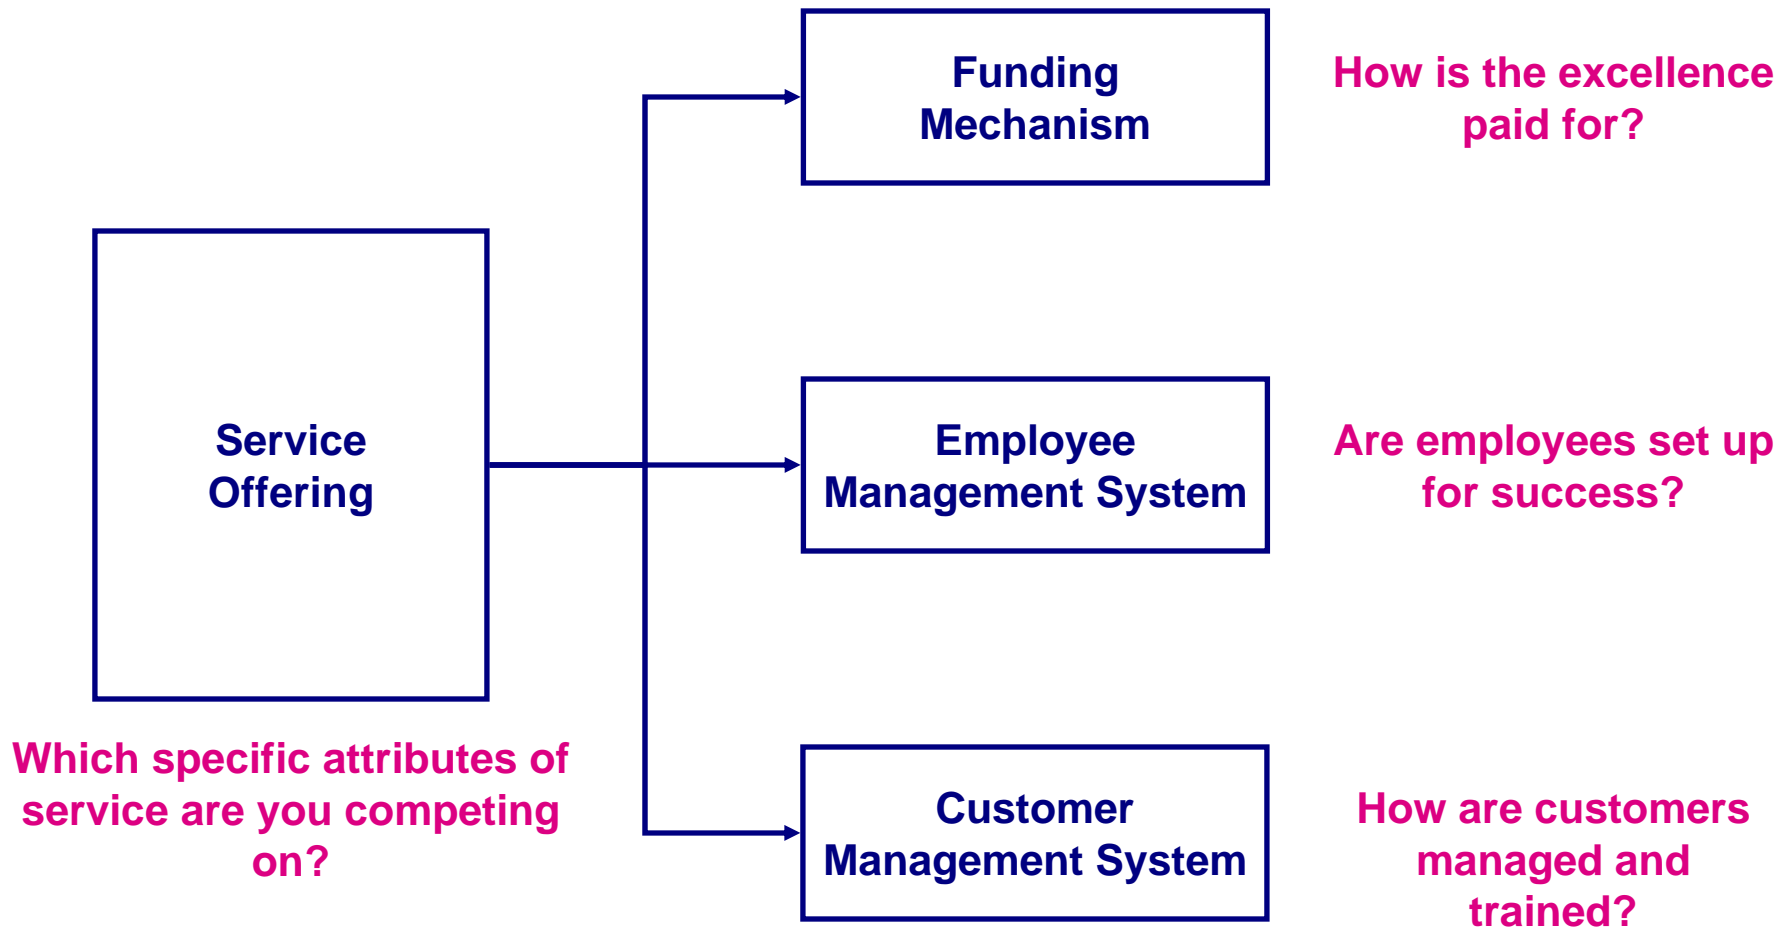 Funding
Mechanism
How is the excellence
paid for?
Service
Offering
Which specific attributes of
service are you competing
on?
Employee
Management System
Are employees set up
for success?
Customer
Management System
How are customers
managed and
trained?